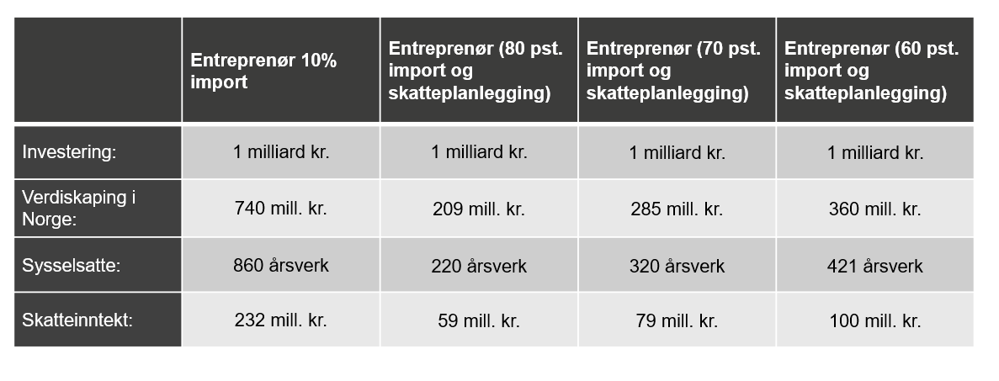 Entreprenør 10%
import
Entreprenør (80 pst.
import og
skatteplanlegging)
Entreprenør (70 pst.
import og
skatteplanlegging)
Entreprenør (60 pst.
import og
skatteplanlegging)
Investering:
1 milliard kr.
1 milliard kr.
1 milliard kr.
1 milliard kr.
Verdiskaping i
Norge:
740 mill. kr.
209 mill. kr.
285 mill. kr.
360 mill. kr.
Sysselsatte:
860 årsverk
220 årsverk
320 årsverk
421 årsverk
Skatteinntekt:
232 mill. kr.
59 mill. kr.
79 mill. kr.
100 mill. kr.